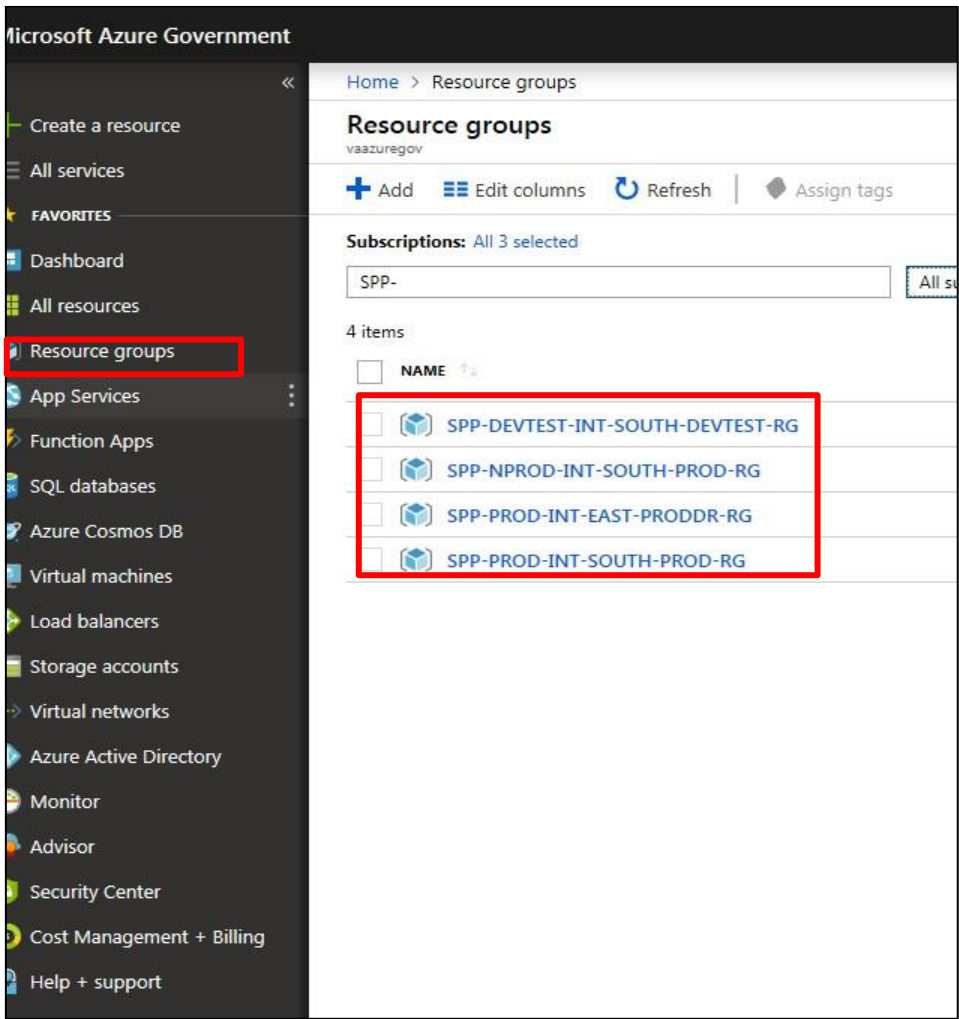 Microsoft Azure Government
Create a resource
All services
FAVORITES
Dashboard
All resources
Resource groups
App Services
Function Apps
SQL databases
Azure Cosmos DB
Virtual machines
Load balancers
Storage accounts
Virtual networks
Azure Active Directory
Monitor
Advisor
Security Center
Cost Management + Billing
Help + support
Home > Resource groups
Resource groups
vaazuregov
Add Edit columns Refresh Assign tags
Subscriptions: All 3 selected
SPP- All su
4 items
NAME
SPP-DEVTEST-INT-SOUTH-DEVTEST-RG
SPP-NPROD-INT-SOUTH-PROD-RG
SPP-PROD-INT-EAST-PRODDR-RG
SPP-PROD-INT-SOUTH-PROD-RG